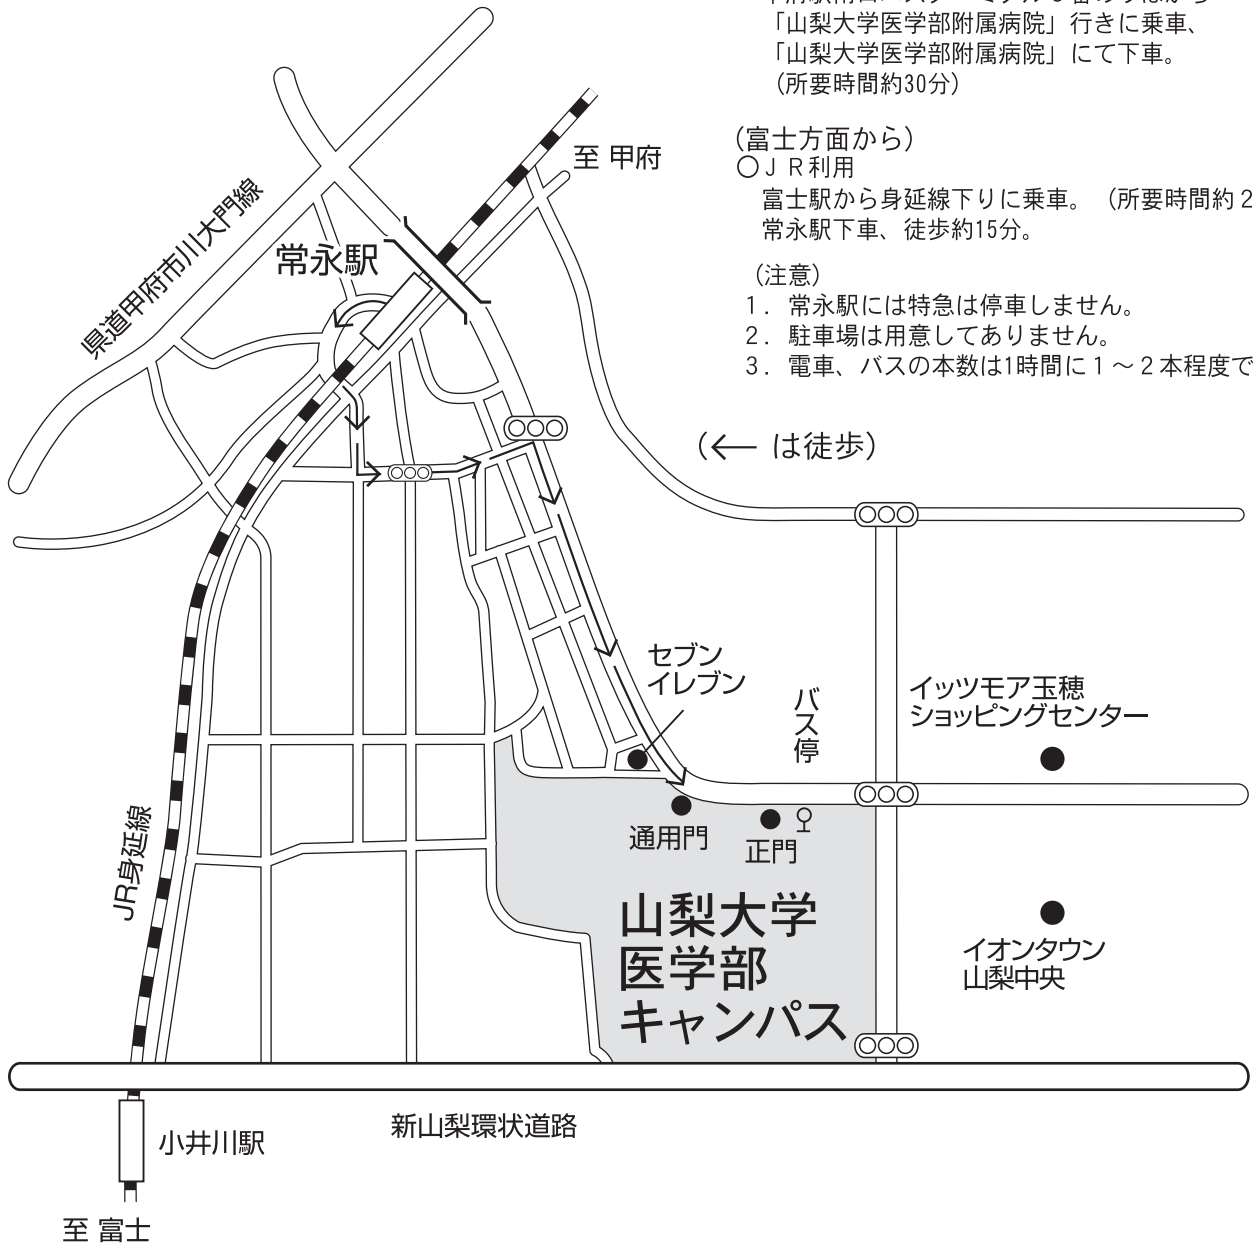 「山梨大学医学部附属病院」行きに乗車、
「山梨大学医学部附属病院」にて下車。
（所要時間約30分）
（富士方面から）
○ＪＲ利用
富士駅から身延線下りに乗車。（所要時間約２
常永駅下車、徒歩約15分。
（注意）
１．常永駅には特急は停車しません。
２．駐車場は用意してありません。
３．電車、バスの本数は1時間に１～２本程度で
至 甲府
県道甲府市川大門線
常永駅
（← は徒歩）
セブン
イレブン
バス停
イッツモア玉穂
ショッピングセンター
通用門
正門
JR身延線
山梨大学
医学部
キャンパス
イオンタウン
山梨中央
新山梨環状道路
小井川駅
至 富士